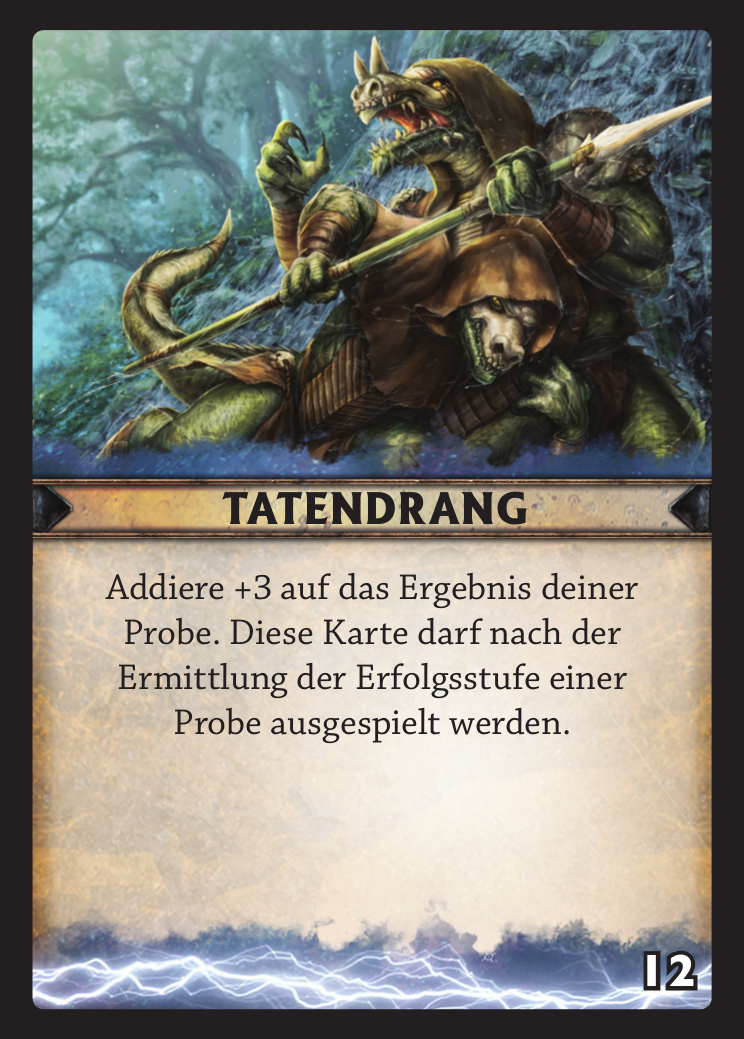 TATENDRANG
Addiere +3 auf das Ergebnis deiner
Probe. Diese Karte darf nach der
Ermittlung der Erfolgsstufe einer
Probe ausgespielt werden.
12